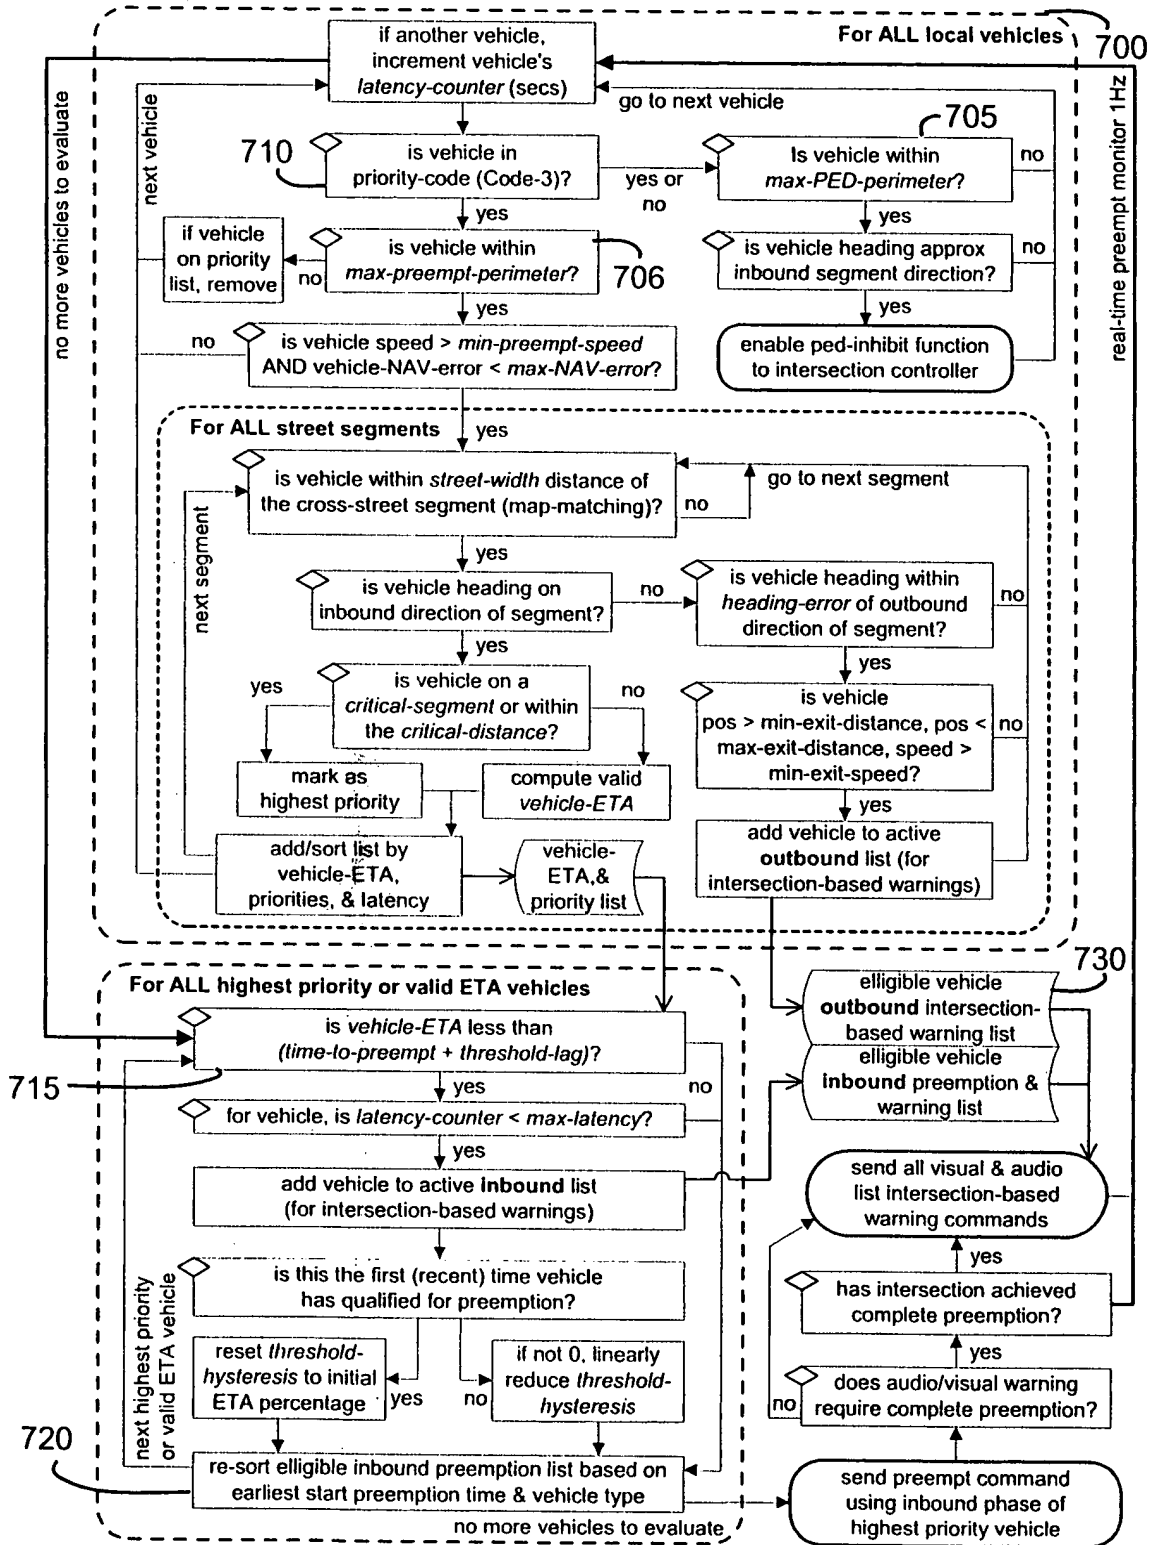 For ALL local vehicles
700
if another vehicle,
increment vehicle's
latency-counter (secs)
go to next vehicle
no more vehicles to evaluate
next vehicle
real-time preempt monitor 1Hz
710
is vehicle in
priority-code (Code-3)?
yes or
no
705
Is vehicle within
max-PED-perimeter?
no
yes
yes
if vehicle
on priority
list, remove
no
is vehicle within
max-preempt-perimeter?
706
is vehicle heading approx
inbound segment direction?
no
yes
yes
no
is vehicle speed > min-preempt-speed
AND vehicle-NAV-error < max-NAV-error?
enable ped-inhibit function
to intersection controller
For ALL street segments
yes
is vehicle within street-width distance of
the cross-street segment (map-matching)?
no
go to next segment
next segment
yes
is vehicle heading on
inbound direction of segment?
no
is vehicle heading within
heading-error of outbound
direction of segment?
no
yes
yes
yes
is vehicle on a
critical-segment or within
the critical-distance?
no
is vehicle
pos > min-exit-distance, pos <
max-exit-distance, speed >
min-exit-speed?
no
mark as
highest priority
compute valid
vehicle-ETA
yes
add/sort list by
vehicle-ETA,
priorities, & latency
vehicle-
ETA,&
priority list
add vehicle to active
outbound list (for
intersection-based warnings)
For ALL highest priority or valid ETA vehicles
730
elligible vehicle
outbound intersection-
based warning list
is vehicle-ETA less than
(time-to-preempt + threshold-lag)?
715
yes
no
elligible vehicle
inbound preemption &
warning list
for vehicle, is latency-counter < max-latency?
yes
add vehicle to active inbound list
(for intersection-based warnings)
send all visual & audio
list intersection-based
warning commands
yes
is this the first (recent) time vehicle
has qualified for preemption?
has intersection achieved
complete preemption?
next highest priority
or valid ETA vehicle
reset threshold-
hysteresis to initial
ETA percentage
yes
no
if not 0, linearly
reduce threshold-
hysteresis
yes
does audio/visual warning
require complete preemption?
no
720
re-sort elligible inbound preemption list based on
earliest start preemption time & vehicle type
no more vehicles to evaluate
send preempt command
using inbound phase of
highest priority vehicle